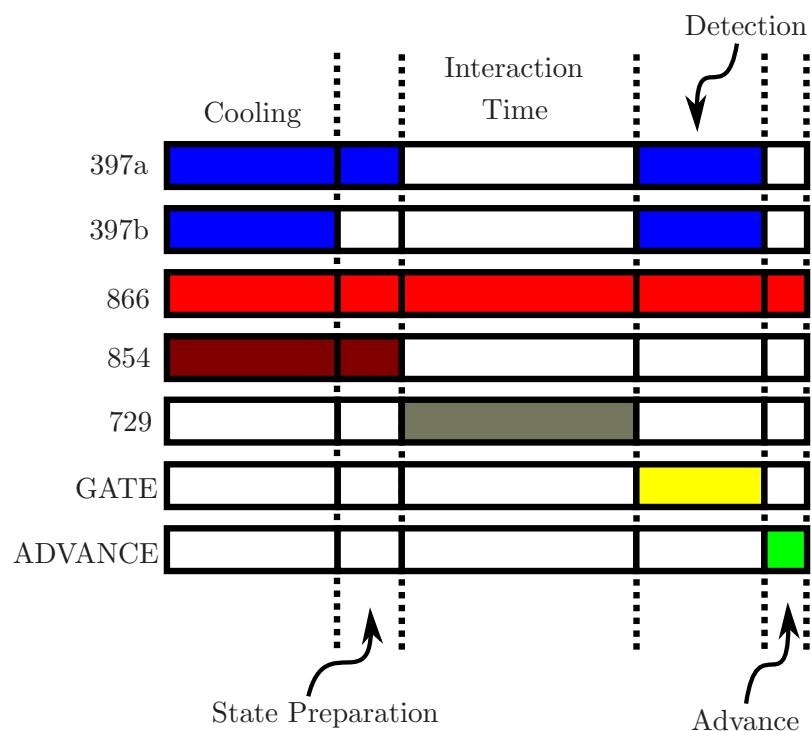 Detection
Interaction
Time
Cooling
397a
397b
866
854
729
GATE
ADVANCE
State Preparation
Advance